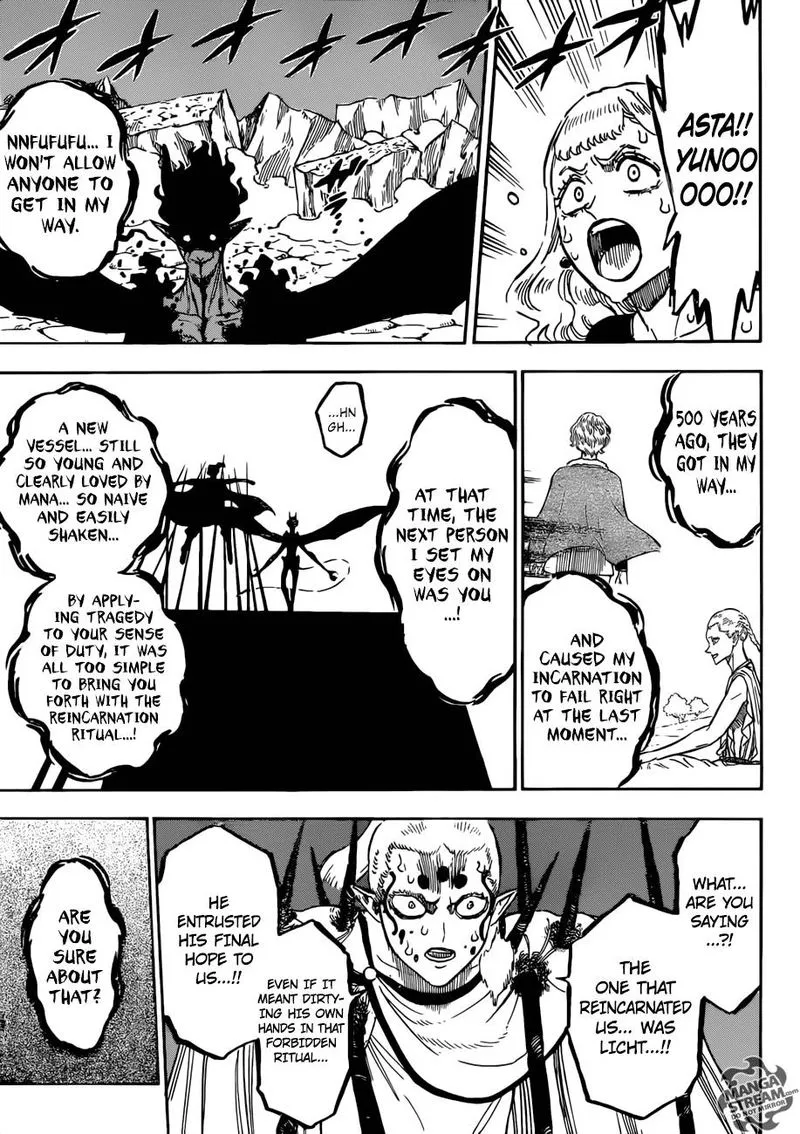 ASTA!!
YUNOO
OOO!!
NNFUFUFU... I
WON'T ALLOW
ANYONE TO
GET IN MY
WAY.
500 YEARS
AGO, THEY
GOT IN MY
WAY...
AND
CAUSED MY
INCARNATION
TO FAIL RIGHT
AT THE LAST
MOMENT...
AT THAT
TIME, THE
NEXT PERSON
I SET MY
EYES ON
WAS YOU
...!
...HN
GH...
A NEW
VESSEL... STILL
SO YOUNG AND
CLEARLY LOVED BY
MANA... SO NAIVE
AND EASILY
SHAKEN...
BY APPLY-
ING TRAGEDY
TO YOUR SENSE
OF DUTY, IT WAS
ALL TOO SIMPLE
TO BRING YOU
FORTH WITH THE
REINCARNATION
RITUAL...!
WHAT...
ARE YOU
SAYING
...?!
THE
ONE THAT
REINCARNATED
US... WAS
LICHT...!!
HE
ENTRUSTED
HIS FINAL
HOPE TO
US...!!
EVEN IF IT
MEANT DIRTY-
ING HIS OWN
HANDS IN THAT
FORBIDDEN
RITUAL...
ARE
YOU
SURE
ABOUT
THAT?
MANGA
STREAM.com
DO NOT MIRROR!